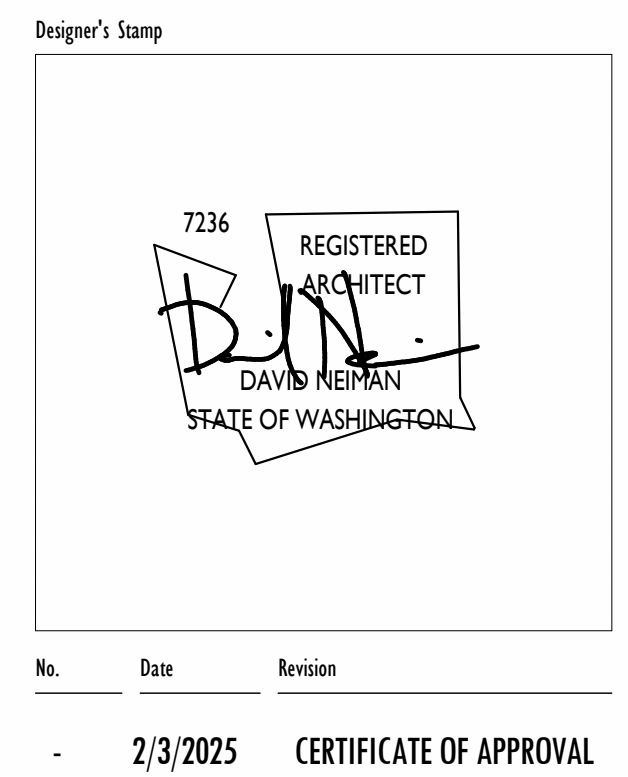 Designer's Stamp
7236
REGISTERED
ARCHITECT
DAVID NEIMAN
STATE OF WASHINGTON
No. Date Revision
- 2/3/2025 CERTIFICATE OF APPROVAL